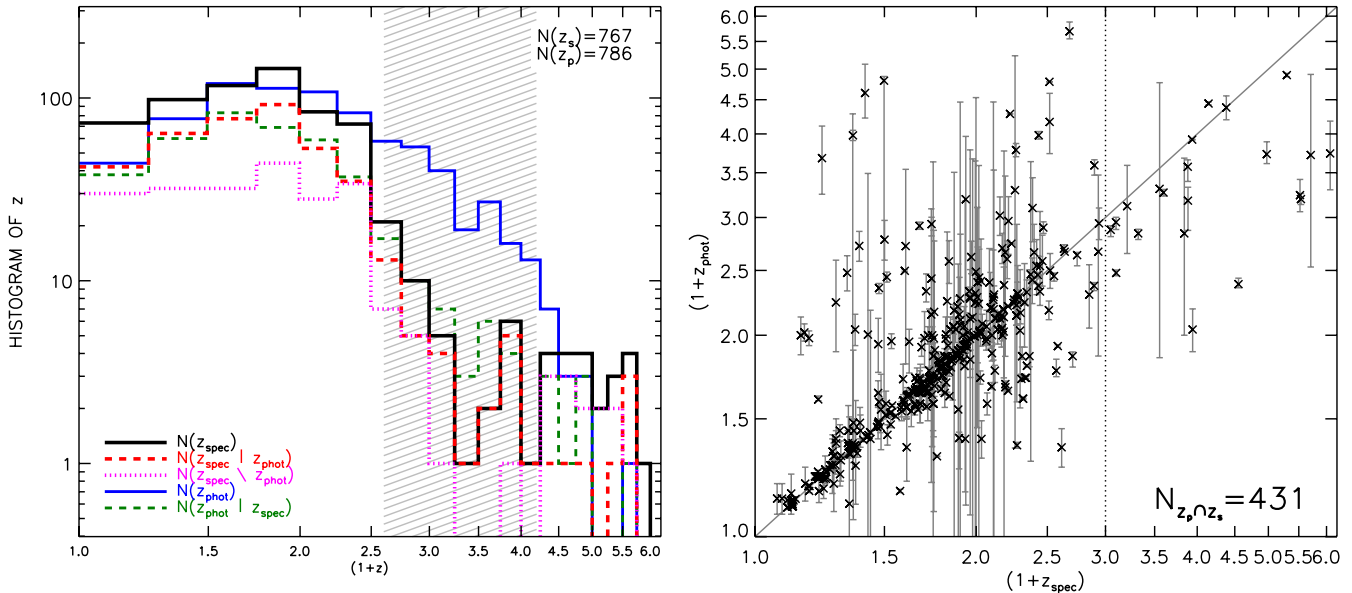 N(z_s)=767
N(z_p)=786
HISTOGRAM OF z
100
10
1
N(z_spec)
N(z_spec | z_phot)
N(z_spec \ z_phot)
N(z_phot)
N(z_phot | z_spec)
1.0 1.5 2.0 2.5 3.0 3.5 4.0 4.5 5.0 6.0
(1+z)
(1+z_phot)
6.0
5.5
5.0
4.5
4.0
3.5
3.0
2.5
2.0
1.5
1.0
N_{z_p∩z_s}=431
1.0 1.5 2.0 2.5 3.0 3.5 4.0 4.5 5.0 5.5 6.0
(1+z_spec)